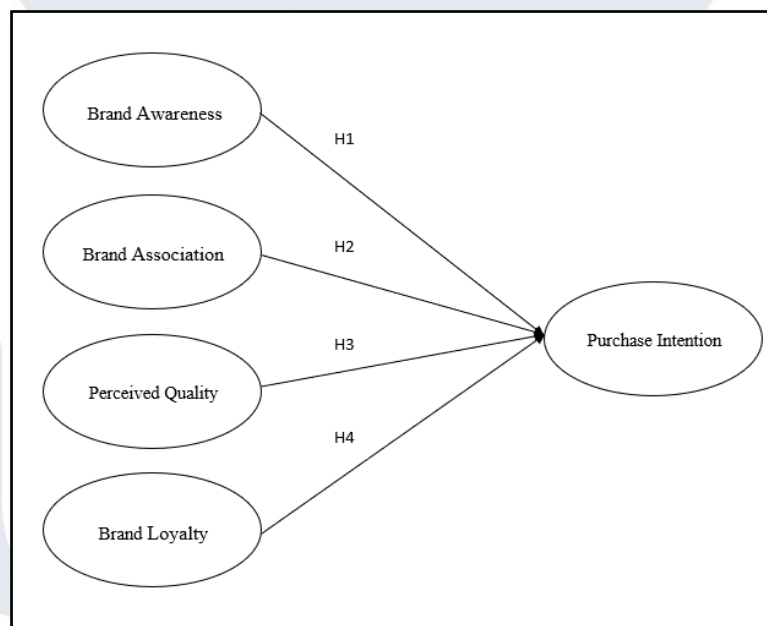 Brand Awareness
H1
Brand Association
H2
Perceived Quality
H3
Purchase Intention
H4
Brand Loyalty